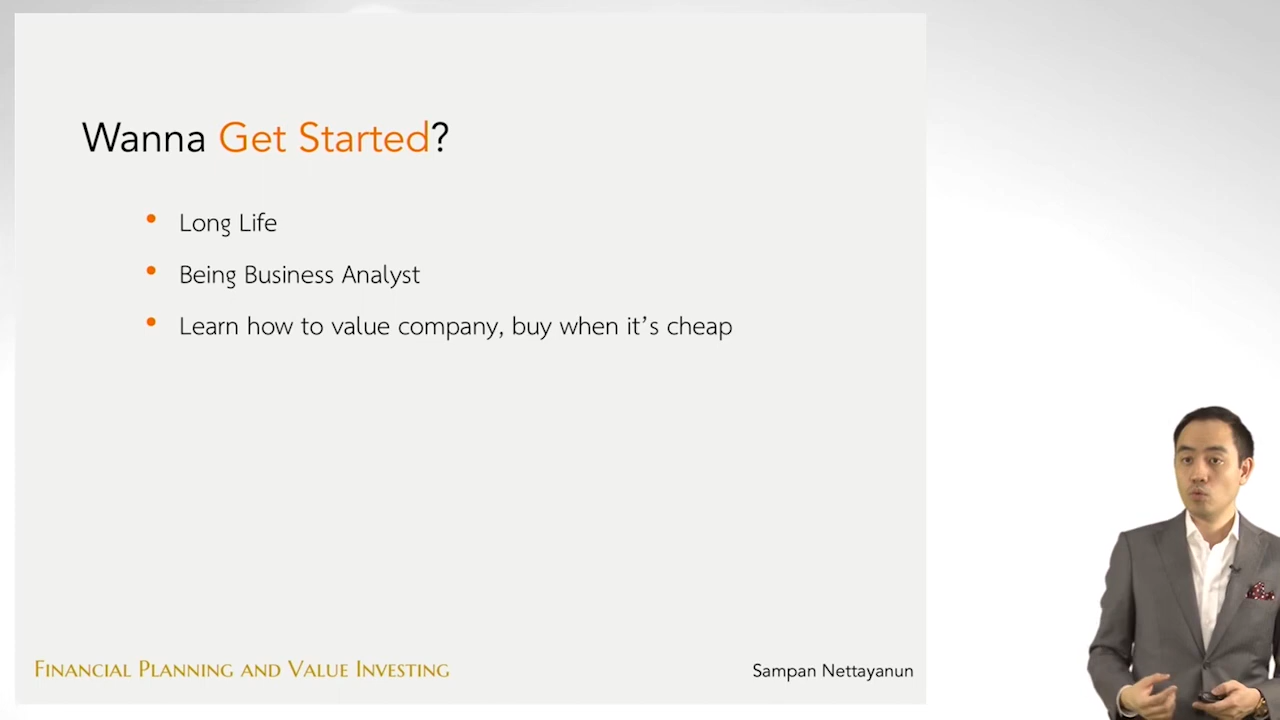 Wanna Get Started?
• Long Life
• Being Business Analyst
• Learn how to value company, buy when it's cheap
Financial Planning and Value Investing
Sampan Nettayanun